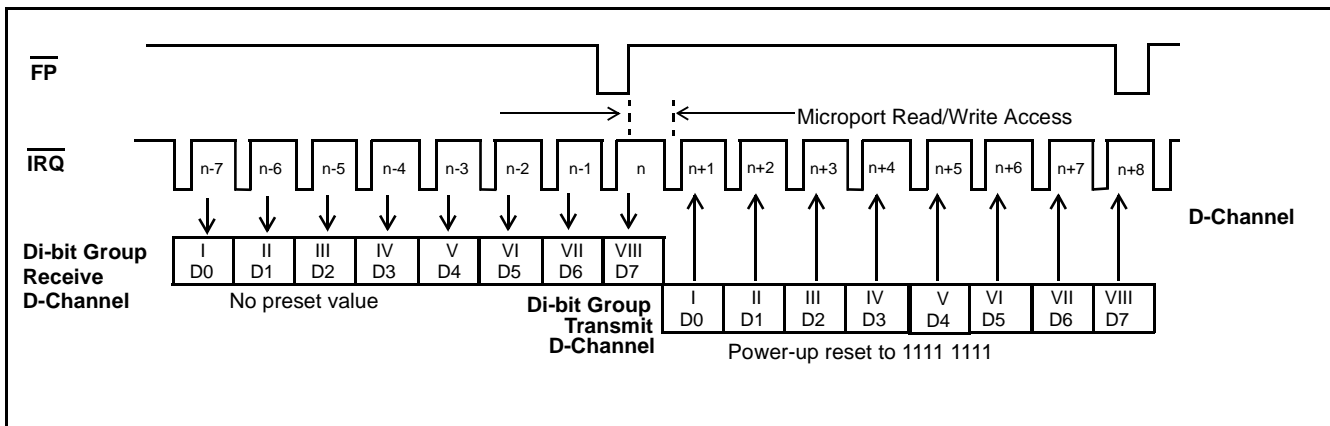 FP
Microport Read/Write Access
IRQ
n-7 n-6 n-5 n-4 n-3 n-2 n-1 n n+1 n+2 n+3 n+4 n+5 n+6 n+7 n+8
D-Channel
Di-bit Group
Receive
D-Channel
I II III IV V VI VII VIII
D0 D1 D2 D3 D4 D5 D6 D7
No preset value
Di-bit Group
Transmit
D-Channel
I II III IV V VI VII VIII
D0 D1 D2 D3 D4 D5 D6 D7
Power-up reset to 1111 1111